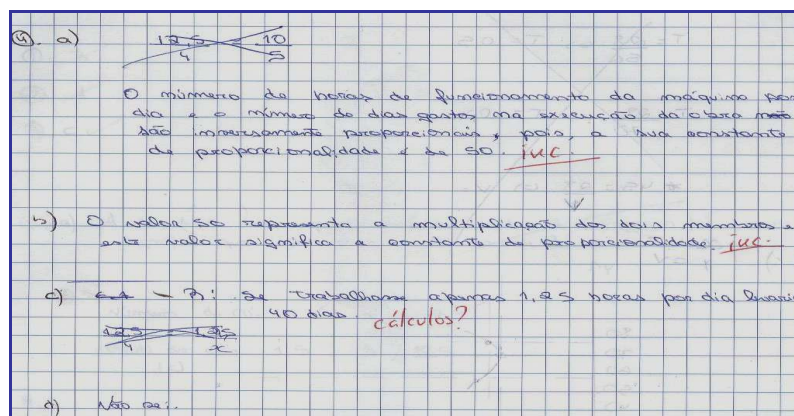 4. a) 12,5 = 10
4 5
O número de horas de funcionamento da máquina por
dia e o número de dias gastos na execução da obra não
são inversamente proporcionais, pois, a sua constante
de proporcionalidade é de 50. inc.
b) O valor 50 representa a multiplicação dos dois membros e
este valor significa a constante de proporcionalidade. inc.
c) - R: Se trabalhasse apenas 1,25 horas por dia
40 dias. cálculos?
12,5 1,25
4 x
d) Não sei.